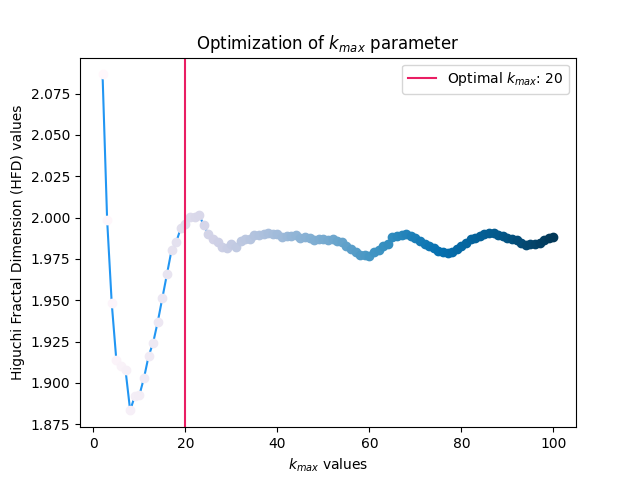 Optimization of $k_{max}$ parameter
Optimal $k_{max}$: 20
Higuchi Fractal Dimension (HFD) values
2.075
2.050
2.025
2.000
1.975
1.950
1.925
1.900
1.875
0 20 40 60 80 100
$k_{max}$ values